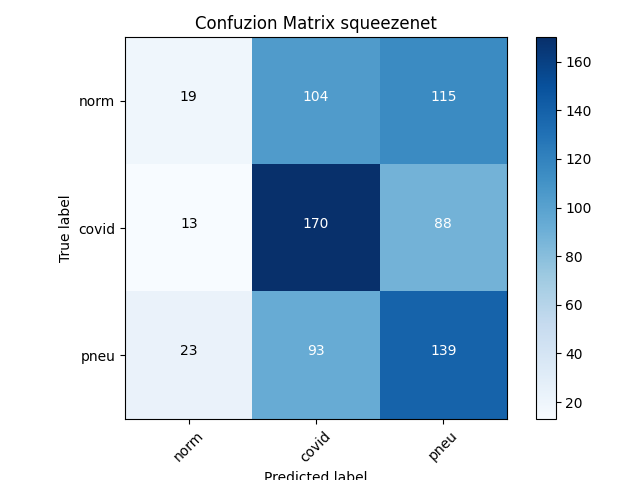 Confuzion Matrix squeezenet
norm 19 104 115
covid 13 170 88
pneu 23 93 139
norm covid pneu
True label
Predicted label
160
140
120
100
80
60
40
20